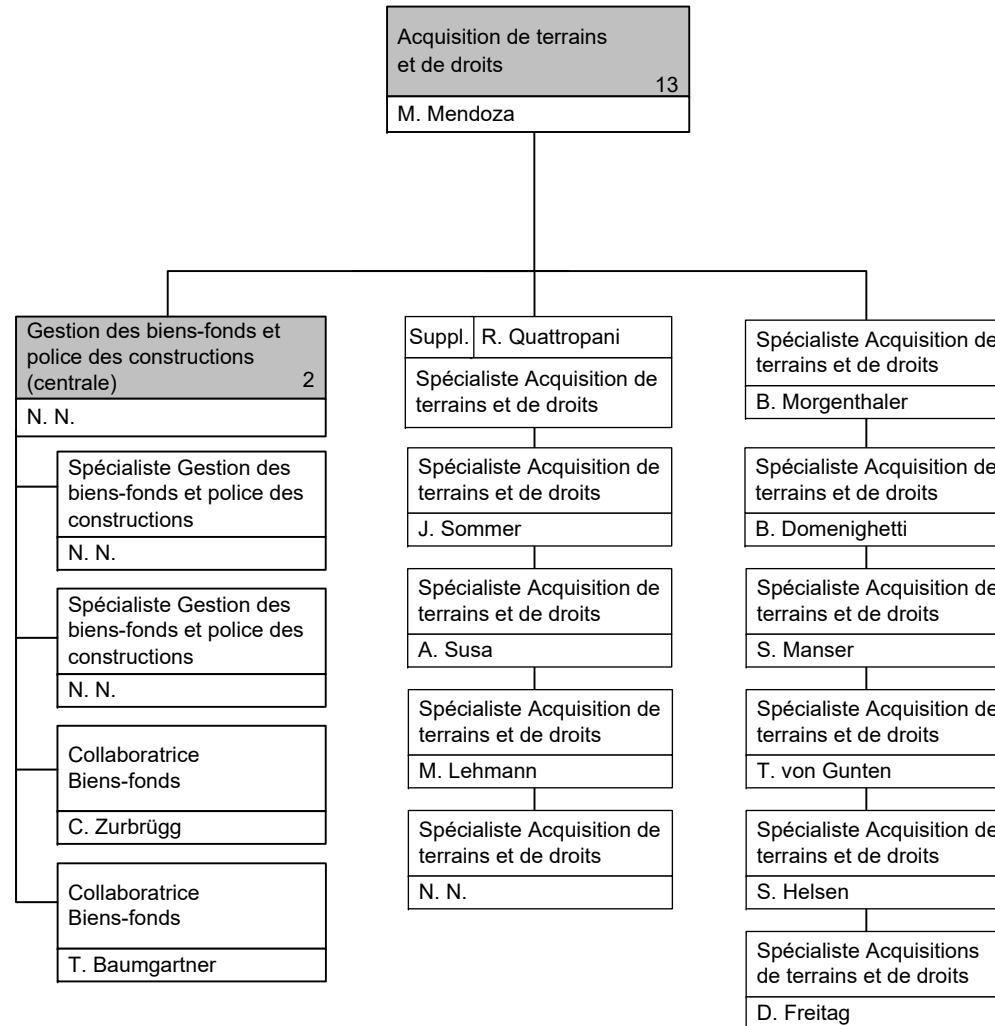 Acquisition de terrains
et de droits
13
M. Mendoza
Gestion des biens-fonds et
police des constructions
(centrale) 2
N. N.
Spécialiste Gestion des
biens-fonds et police des
constructions
N. N.
Spécialiste Gestion des
biens-fonds et police des
constructions
N. N.
Collaboratrice
Biens-fonds
C. Zurbrügg
Collaboratrice
Biens-fonds
T. Baumgartner
Suppl. R. Quattropani
Spécialiste Acquisition de
terrains et de droits
Spécialiste Acquisition de
terrains et de droits
J. Sommer
Spécialiste Acquisition de
terrains et de droits
A. Susa
Spécialiste Acquisition de
terrains et de droits
M. Lehmann
Spécialiste Acquisition de
terrains et de droits
N. N.
Spécialiste Acquisition de
terrains et de droits
B. Morgenthaler
Spécialiste Acquisition de
terrains et de droits
B. Domenighetti
Spécialiste Acquisition de
terrains et de droits
S. Manser
Spécialiste Acquisition de
terrains et de droits
T. von Gunten
Spécialiste Acquisition de
terrains et de droits
S. Helsen
Spécialiste Acquisitions
de terrains et de droits
D. Freitag